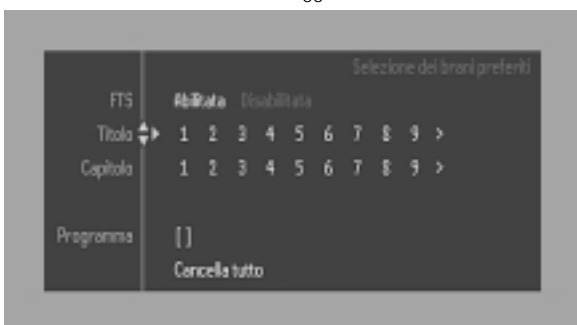 Selezione dei brani preferiti
FTS Abilitata Disabilitata
Titolo 1 2 3 4 5 6 7 8 9 >
Capitolo 1 2 3 4 5 6 7 8 9 >
Programma [ ]
Cancella tutto